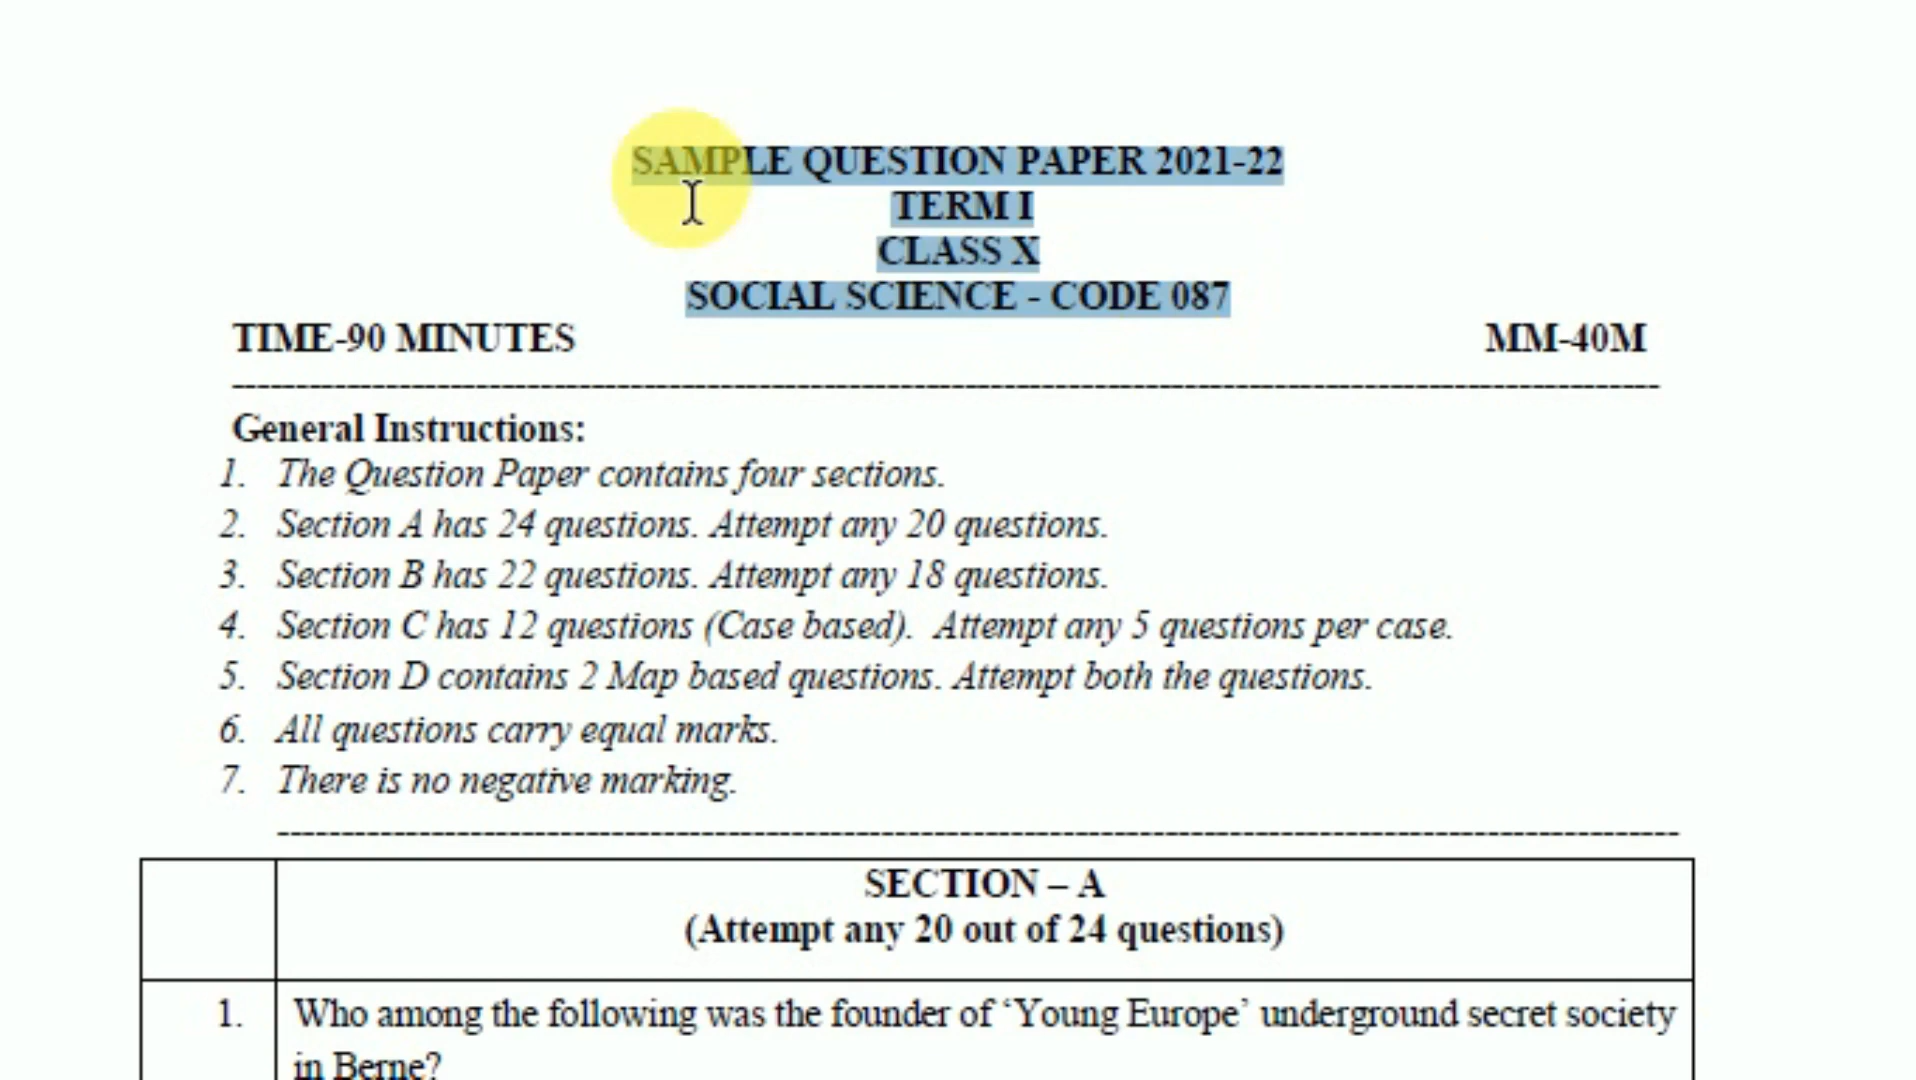 SAMPLE QUESTION PAPER 2021-22
TERM I
CLASS X
SOCIAL SCIENCE - CODE 087
TIME-90 MINUTES MM-40M
General Instructions:
1. The Question Paper contains four sections.
2. Section A has 24 questions. Attempt any 20 questions.
3. Section B has 22 questions. Attempt any 18 questions.
4. Section C has 12 questions (Case based). Attempt any 5 questions per case.
5. Section D contains 2 Map based questions. Attempt both the questions.
6. All questions carry equal marks.
7. There is no negative marking.
SECTION – A
(Attempt any 20 out of 24 questions)
1. Who among the following was the founder of ‘Young Europe’ underground secret society
in Berne?